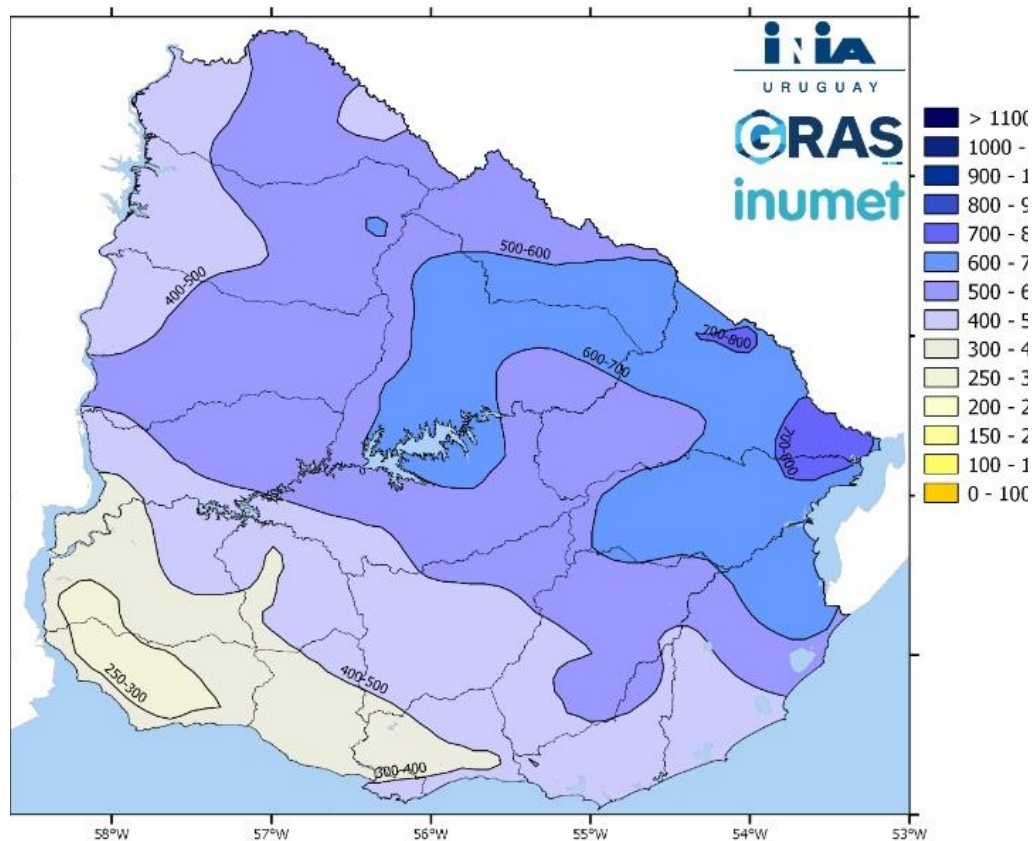 iNiA
URUGUAY
GRAS
inumet
> 1100
1000 -
900 - 1
800 - 9
700 - 8
600 - 7
500 - 6
400 - 5
300 - 4
250 - 3
200 - 2
150 - 2
100 - 1
0 - 100
500-600
400-500
700-800
600-700
700-800
250-300
400-500
300-400
58°W
57°W
56°W
55°W
54°W
53°W